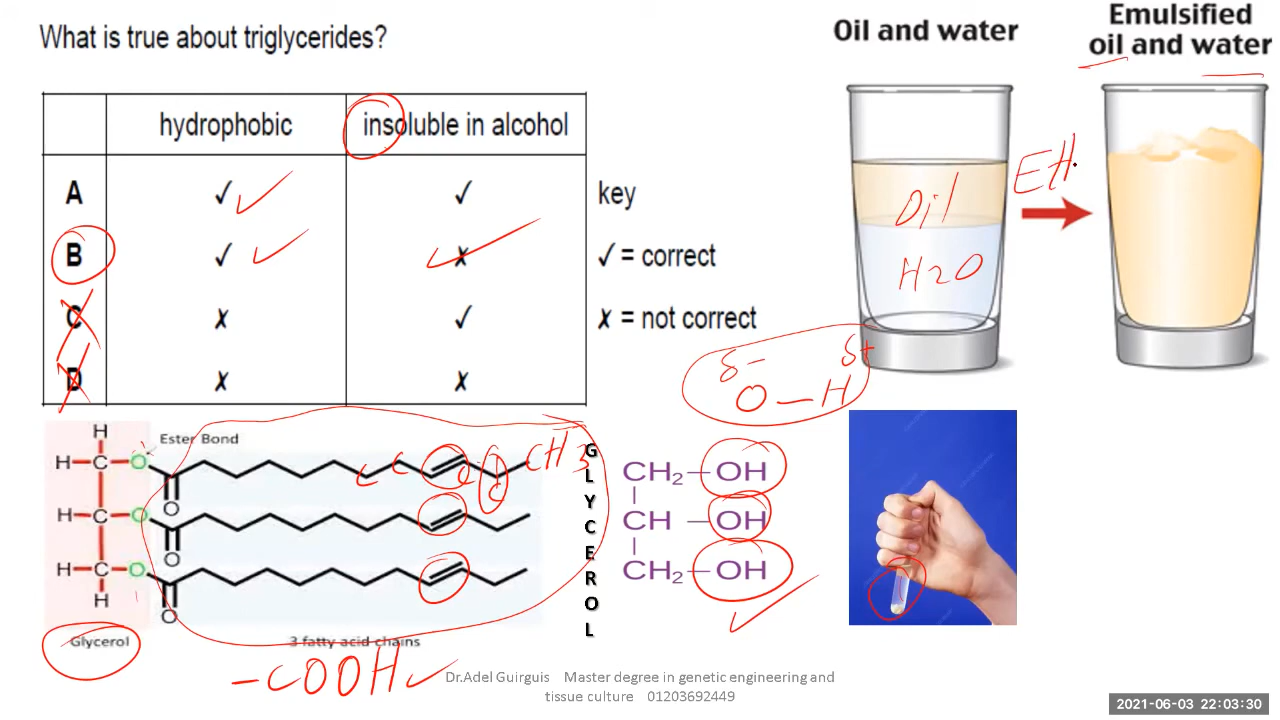 What is true about triglycerides?
hydrophobic insoluble in alcohol
A ✓ ✓ key
B ✓ ✗ ✓ = correct
C ✗ ✓ ✗ = not correct
D ✗ ✗
Oil and water
Emulsified
oil and water
EH
Oil
H2O
δ- δ+
O — H
H
Ester Bond
H C O
O
H C O
O
H C O
O
H
C C C C CH3
Glycerol
3 fatty acid chains
-COOH
GLYCEROL
CH2-OH
CH -OH
CH2-OH
Dr.Adel Guirguis Master degree in genetic engineering and
tissue culture 01203692449
2021-06-03 22:03:30